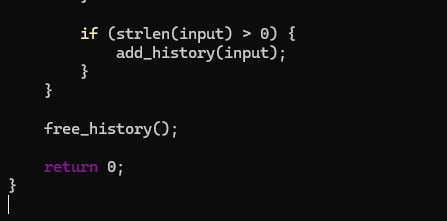 if (strlen(input) > 0) {
add_history(input);
}
}
free_history();
return 0;
}